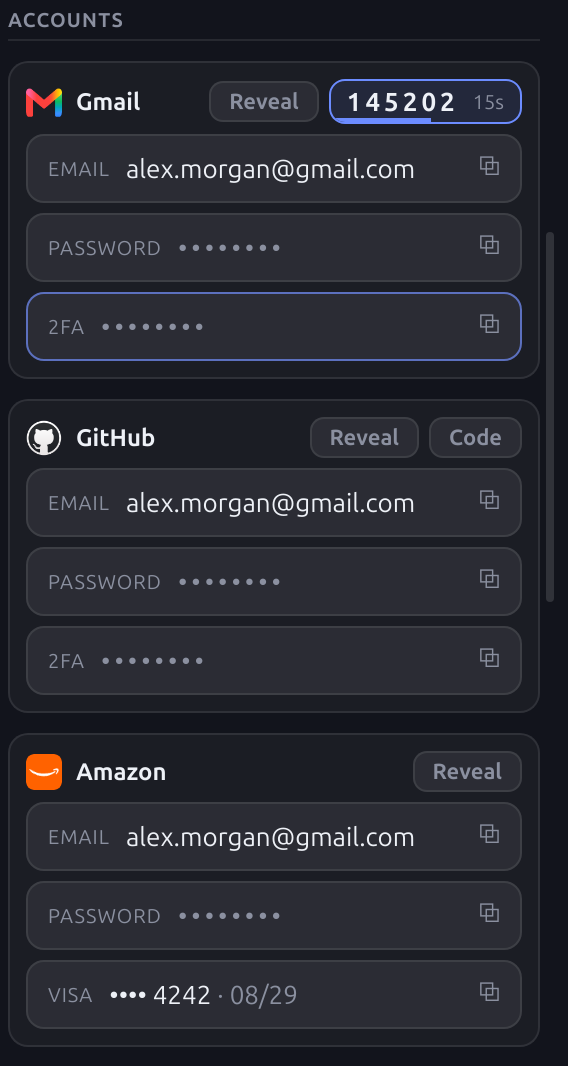 ACCOUNTS
Gmail Reveal 145202 15s
EMAIL alex.morgan@gmail.com
PASSWORD ••••••••
2FA ••••••••
GitHub Reveal Code
EMAIL alex.morgan@gmail.com
PASSWORD ••••••••
2FA ••••••••
Amazon Reveal
EMAIL alex.morgan@gmail.com
PASSWORD ••••••••
VISA •••• 4242 · 08/29